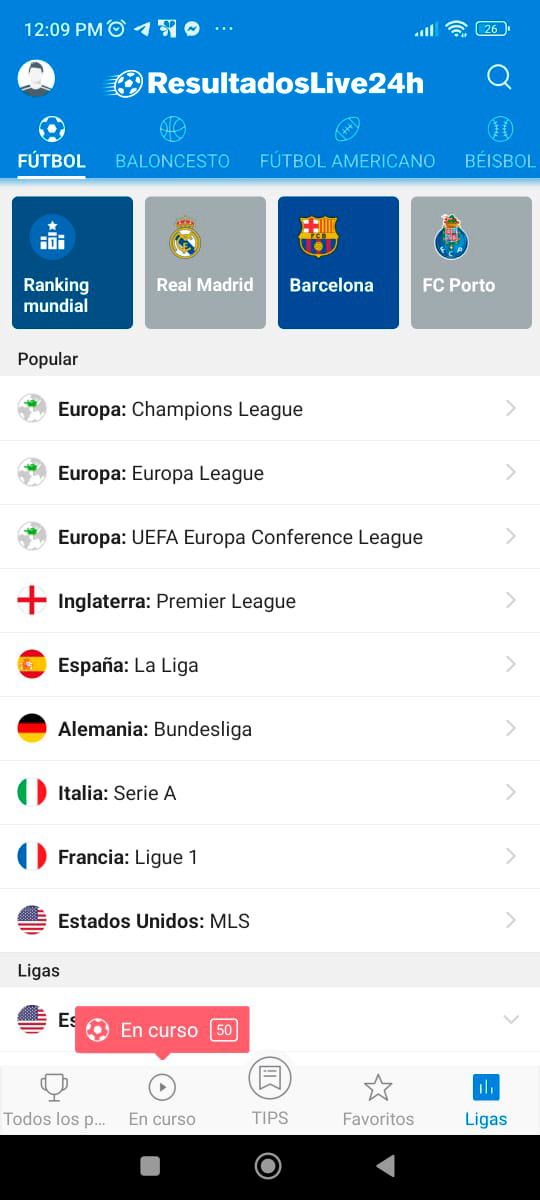 12:09 PM
26
ResultadosLive24h
FÚTBOL BALONCESTO FÚTBOL AMERICANO BÉISBOL
Ranking mundial
Real Madrid
Barcelona
FC Porto
Popular
Europa: Champions League
Europa: Europa League
Europa: UEFA Europa Conference League
Inglaterra: Premier League
España: La Liga
Alemania: Bundesliga
Italia: Serie A
Francia: Ligue 1
Estados Unidos: MLS
Ligas
Es
En curso 50
Todos los p... En curso TIPS Favoritos Ligas